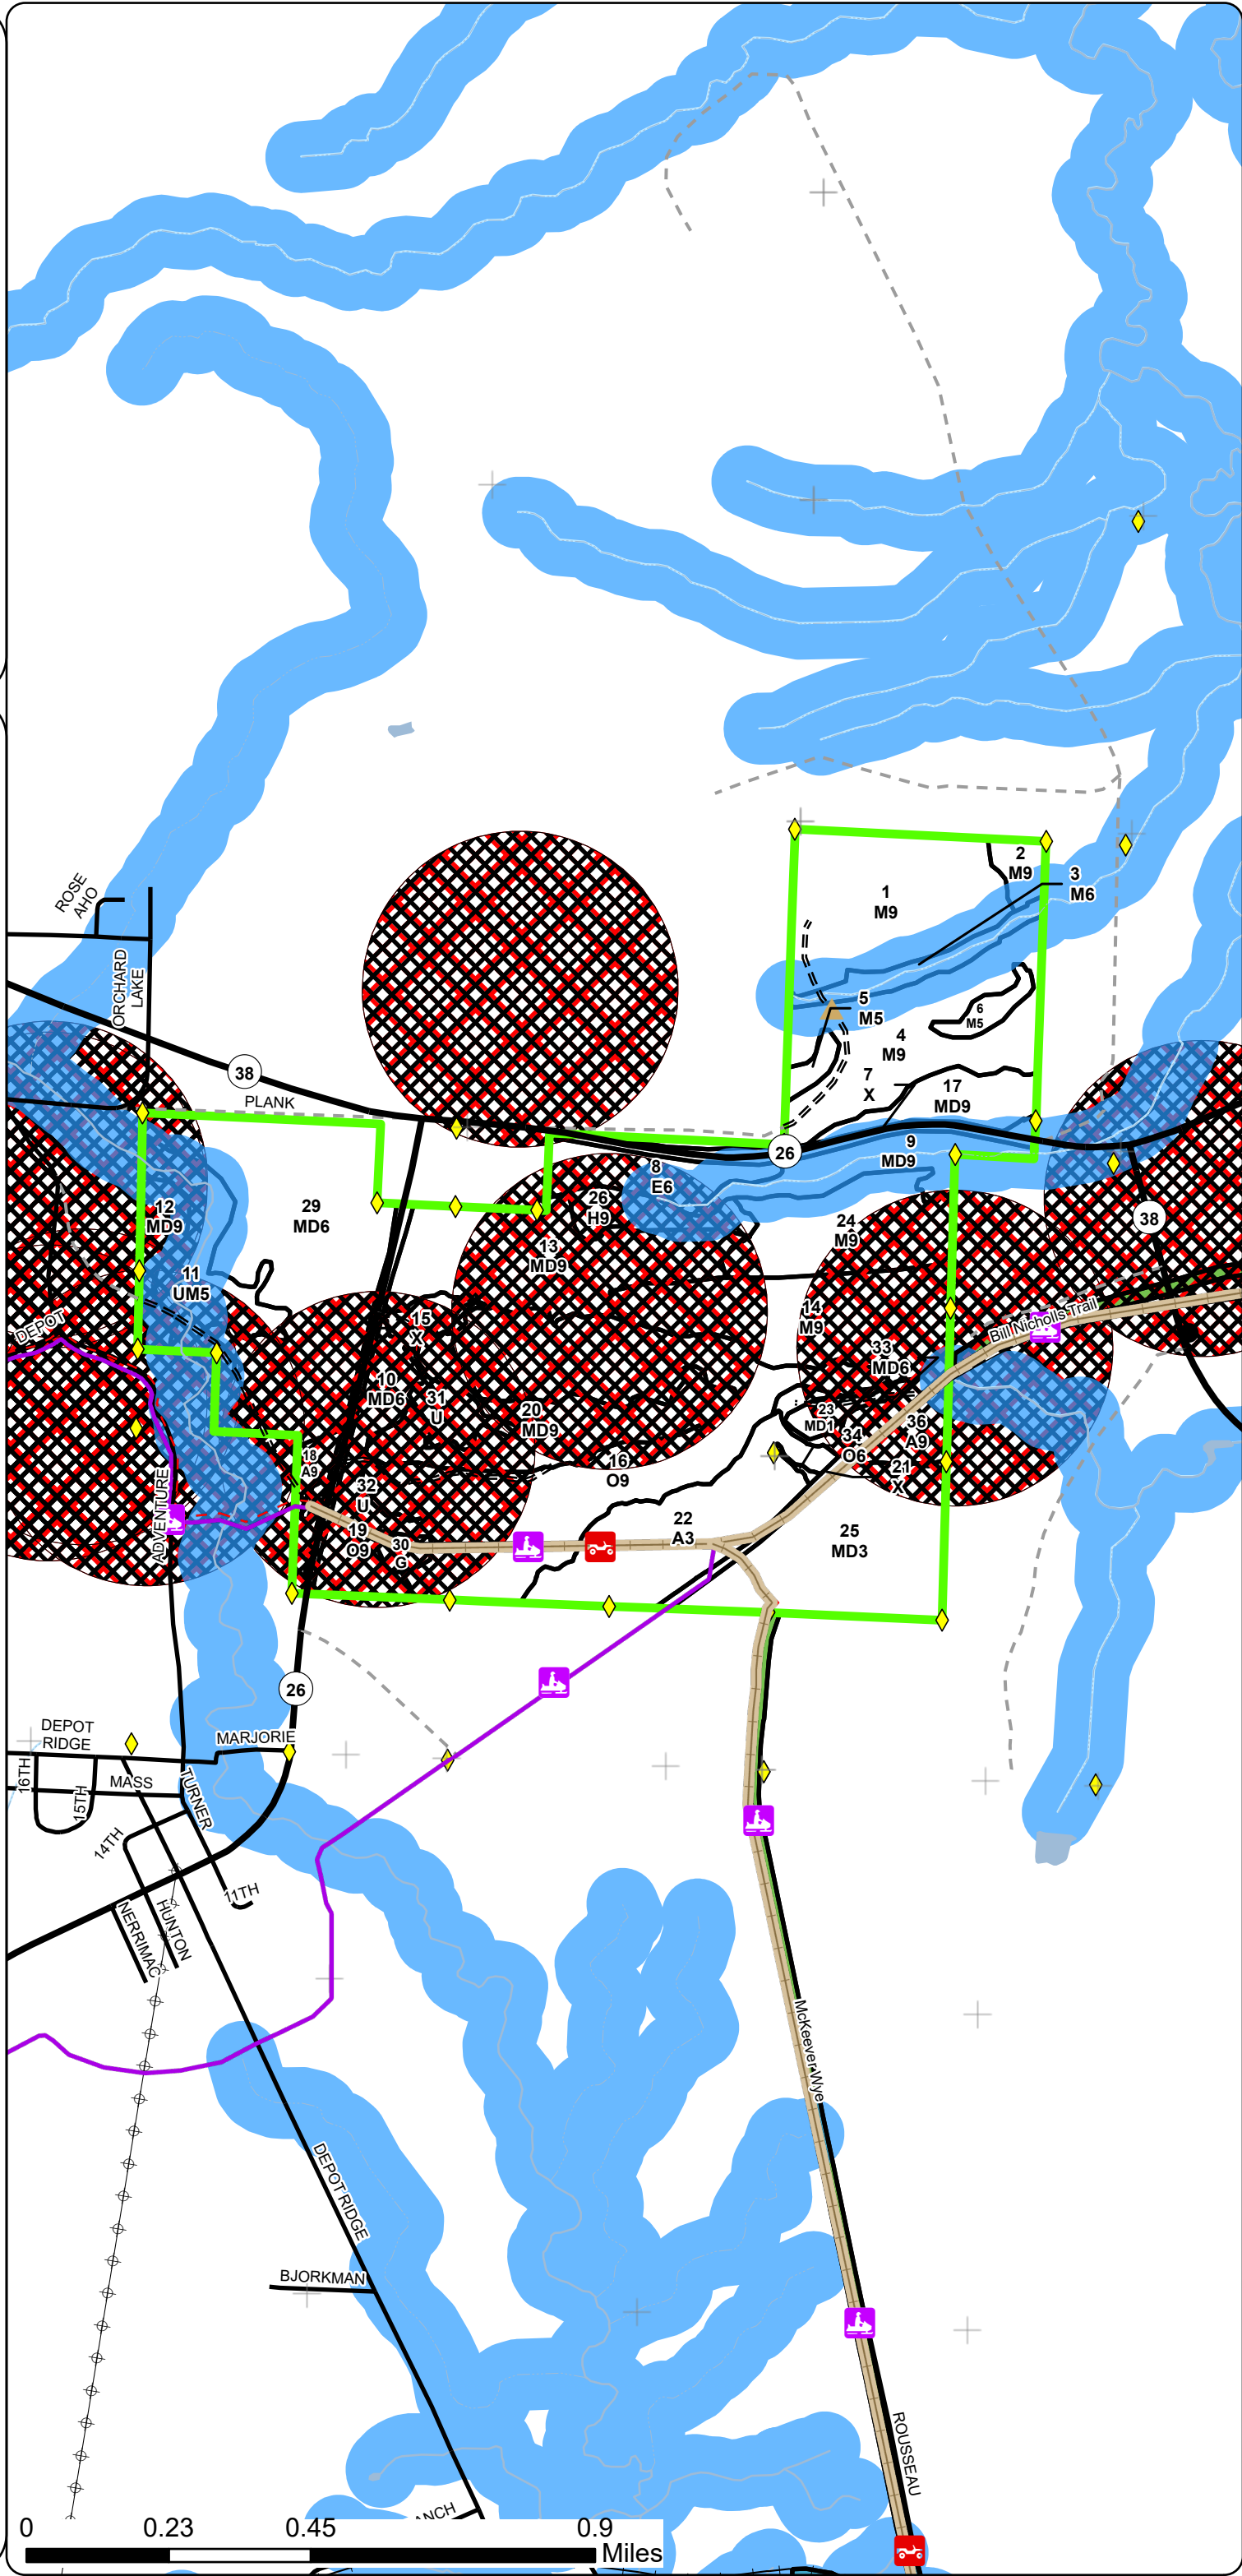 2
M9
3
M6
1
M9
ROSE
AHO
ORCHARD
LAKE
5
M5
6
M5
4
M9
38
7
X
17
MD9
PLANK
9
MD9
26
8
E6
12
MD9
29
MD6
26
H9
24
M9
38
13
MD9
11
UM5
14
M9
Bill Nicholls Trail
DEPOT
15
X
33
MD6
10
MD6
31
U
20
MD9
23
MD1
34
O6
36
A9
18
A9
16
O9
21
X
32
U
ADVENTURE
22
A3
25
MD3
19
O9
30
G
26
DEPOT
RIDGE
MARJORIE
16TH
15TH
MASS
TURNER
14TH
11TH
NERRIMAC
HUNTON
McKeever Wye
DEPOT RIDGE
BJORKMAN
ROUSSEAU
ANCH
0 0.23 0.45 0.9
Miles